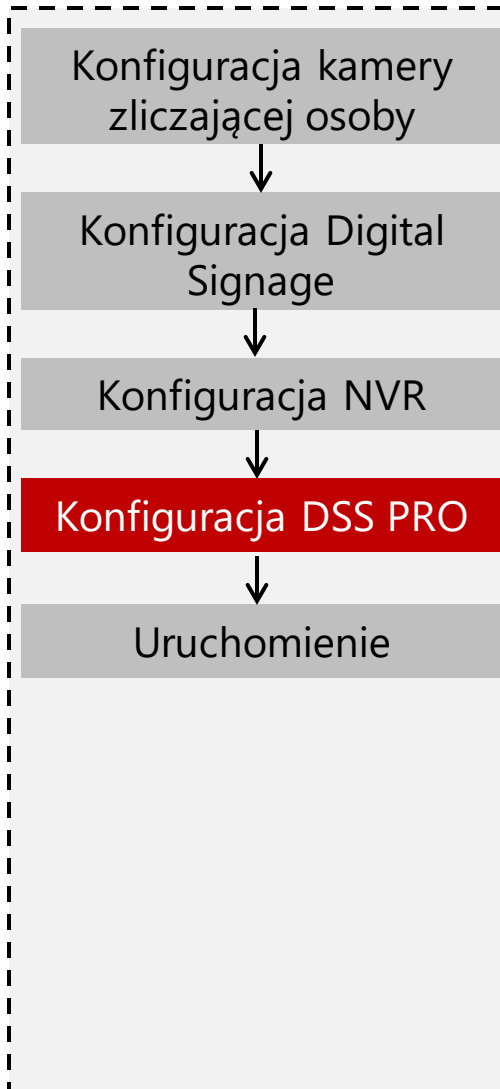 Konfiguracja kamery
zliczającej osoby
Konfiguracja Digital
Signage
Konfiguracja NVR
Konfiguracja DSS PRO
Uruchomienie